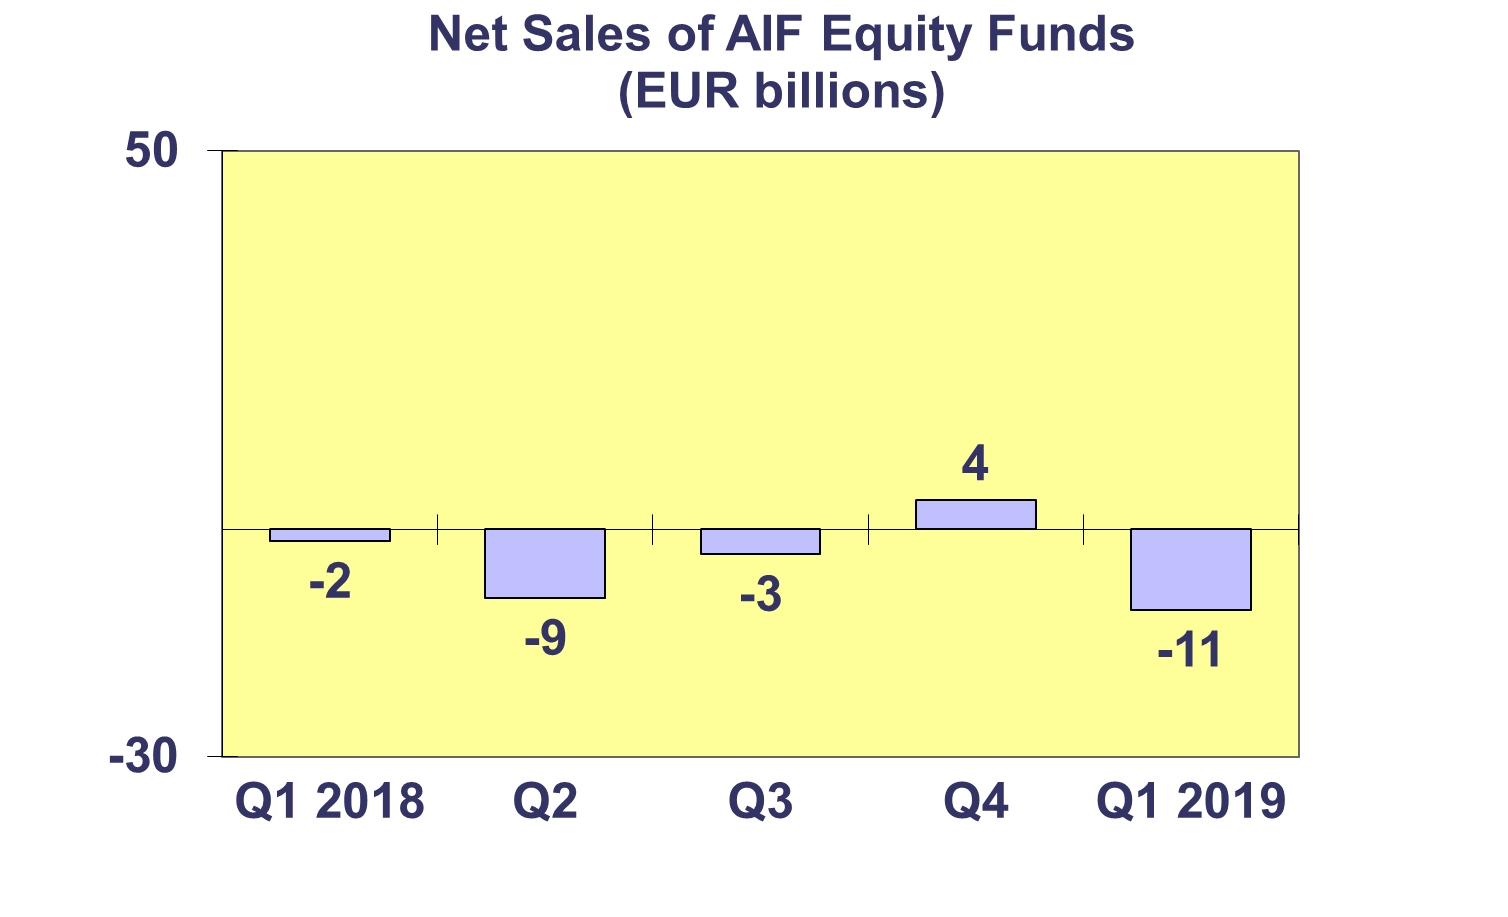 Net Sales of AIF Equity Funds
(EUR billions)
50
4
-2
-3
-9
-11
-30
Q1 2018 Q2 Q3 Q4 Q1 2019